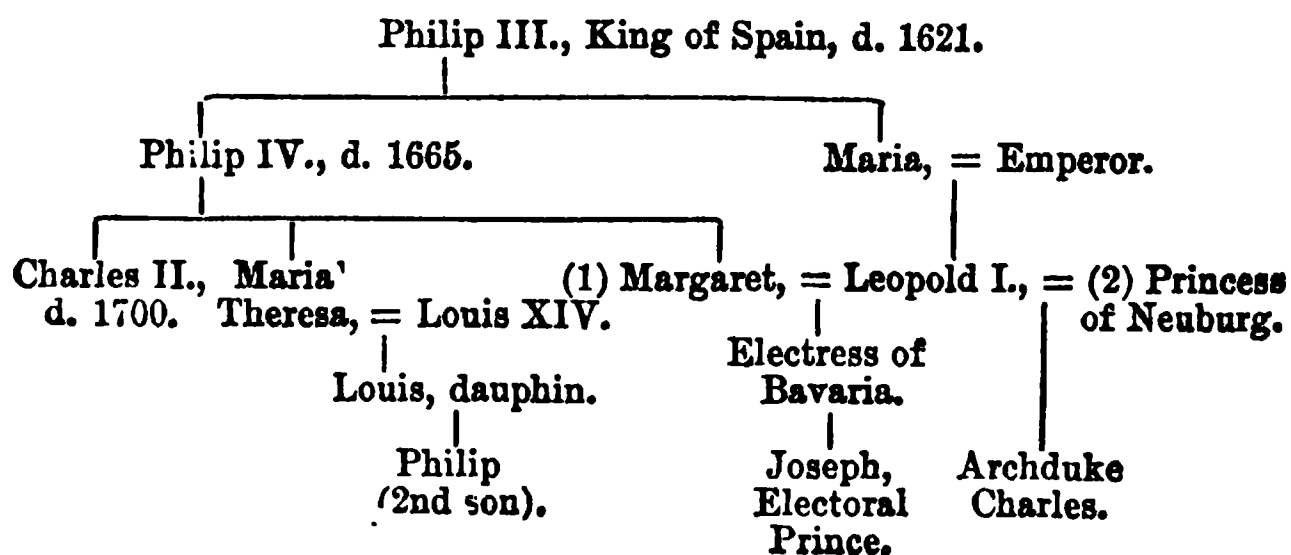 Philip III., King of Spain, d. 1621.
Philip IV., d. 1665.
Maria, = Emperor.
Charles II.,
d. 1700.
Maria'
Theresa, = Louis XIV.
(1) Margaret, = Leopold I., = (2) Princess
of Neuburg.
Louis, dauphin.
Electress of
Bavaria.
Philip
(2nd son).
Joseph,
Electoral
Prince.
Archduke
Charles.